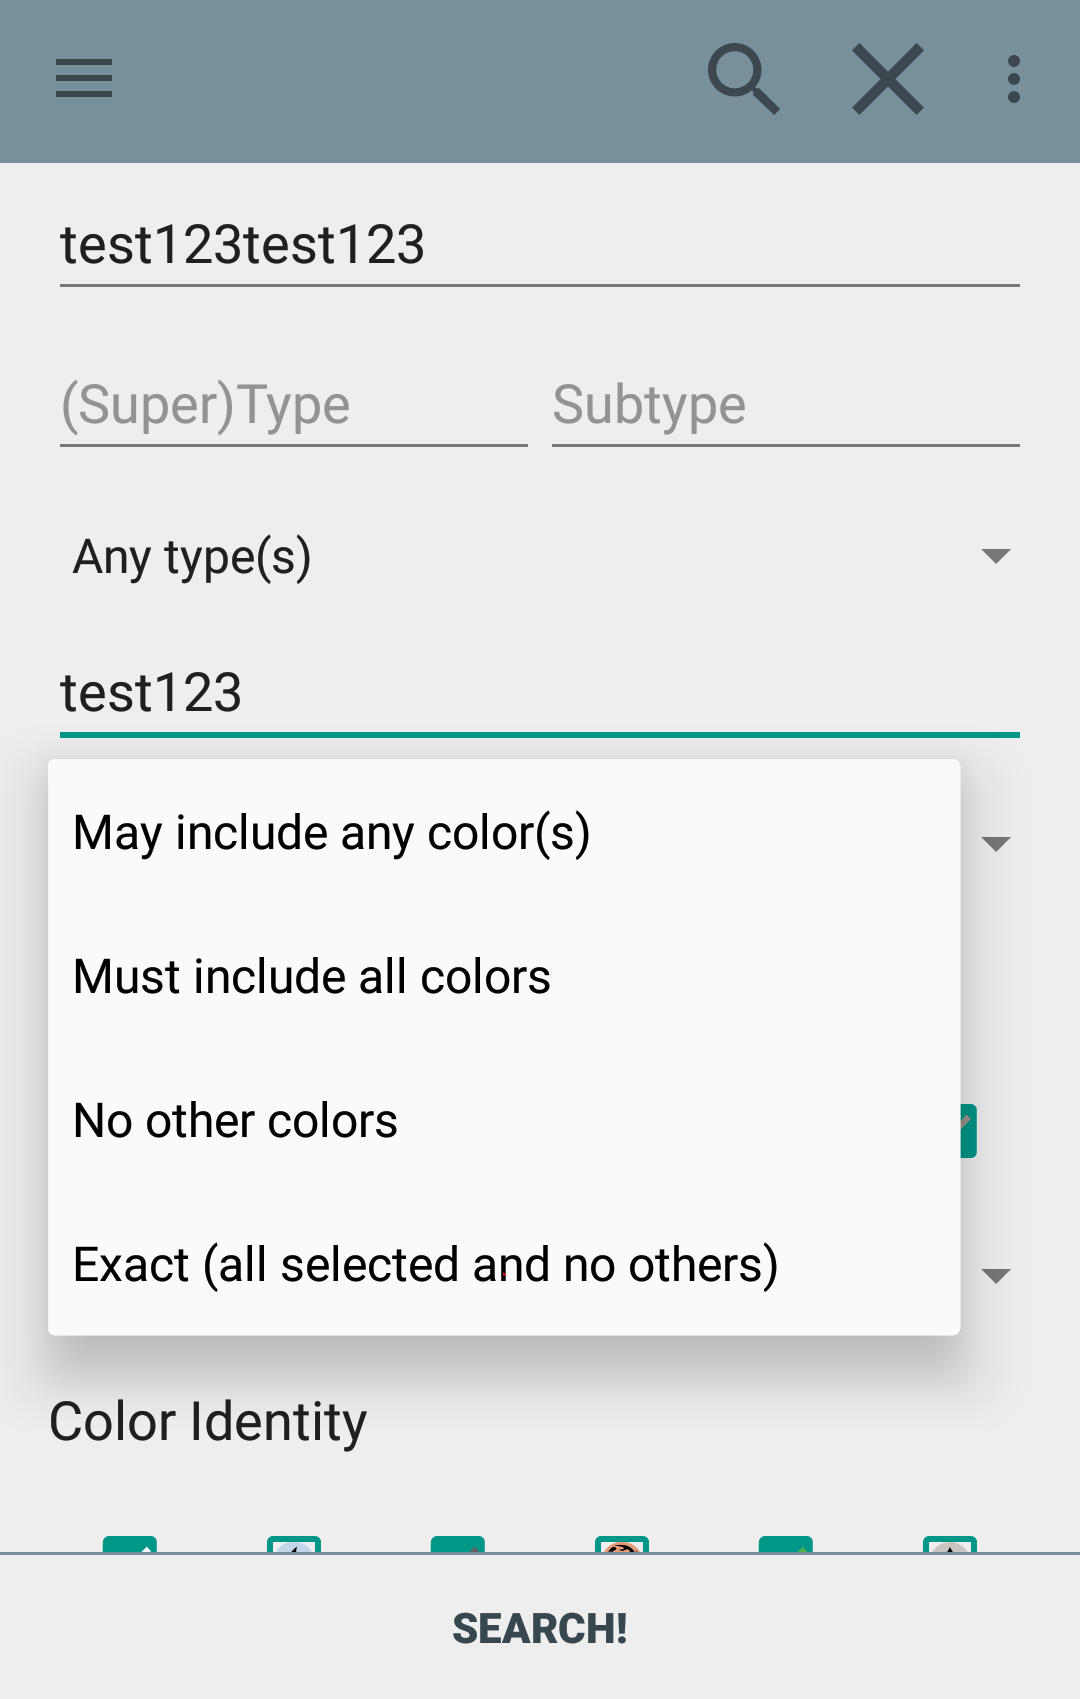 test123test123
(Super)Type Subtype
Any type(s)
test123
May include any color(s)
Must include all colors
No other colors
Exact (all selected and no others)
Color Identity
SEARCH!